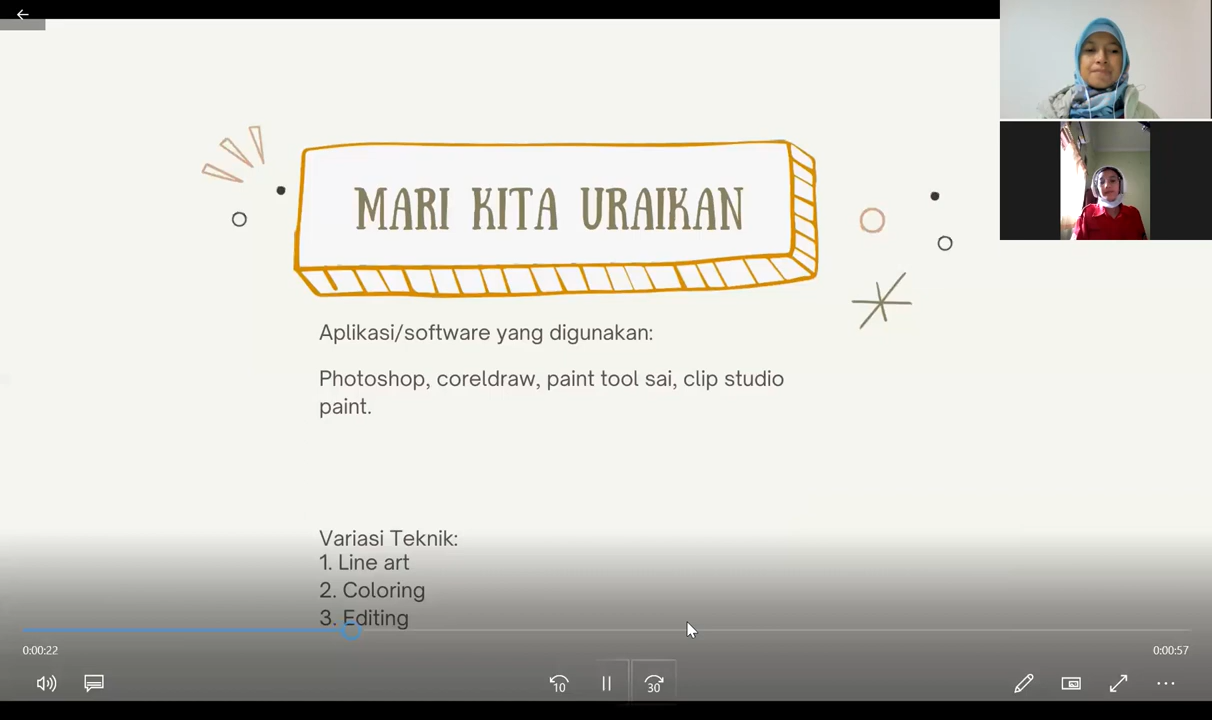 MARI KITA URAIKAN
Aplikasi/software yang digunakan:
Photoshop, coreldraw, paint tool sai, clip studio
paint.
Variasi Teknik:
1. Line art
2. Coloring
3. Editing
0:00:22
0:00:57
10
30